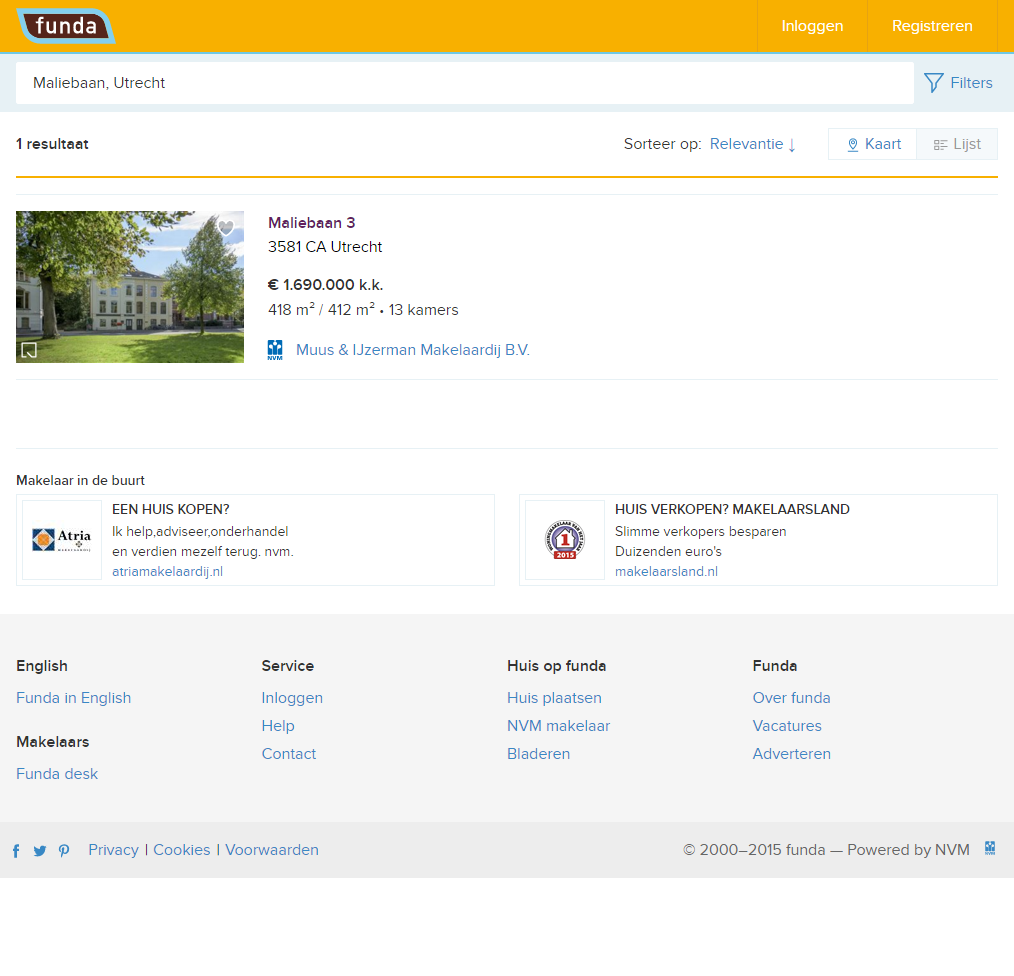 funda
Inloggen
Registreren
Maliebaan, Utrecht
Filters
1 resultaat
Sorteer op: Relevantie ↓
Kaart
Lijst
Maliebaan 3
3581 CA Utrecht
€ 1.690.000 k.k.
418 m² / 412 m² • 13 kamers
NVM
Muus & IJzerman Makelaardij B.V.
Makelaar in de buurt
Atria
MAKELAARDIJ
EEN HUIS KOPEN?
Ik help,adviseer,onderhandel
en verdien mezelf terug. nvm.
atriamakelaardij.nl
1
2015
HUIS VERKOPEN? MAKELAARSLAND
Slimme verkopers besparen
Duizenden euro's
makelaarsland.nl
English
Funda in English
Makelaars
Funda desk
Service
Inloggen
Help
Contact
Huis op funda
Huis plaatsen
NVM makelaar
Bladeren
Funda
Over funda
Vacatures
Adverteren
Privacy | Cookies | Voorwaarden
© 2000–2015 funda — Powered by NVM